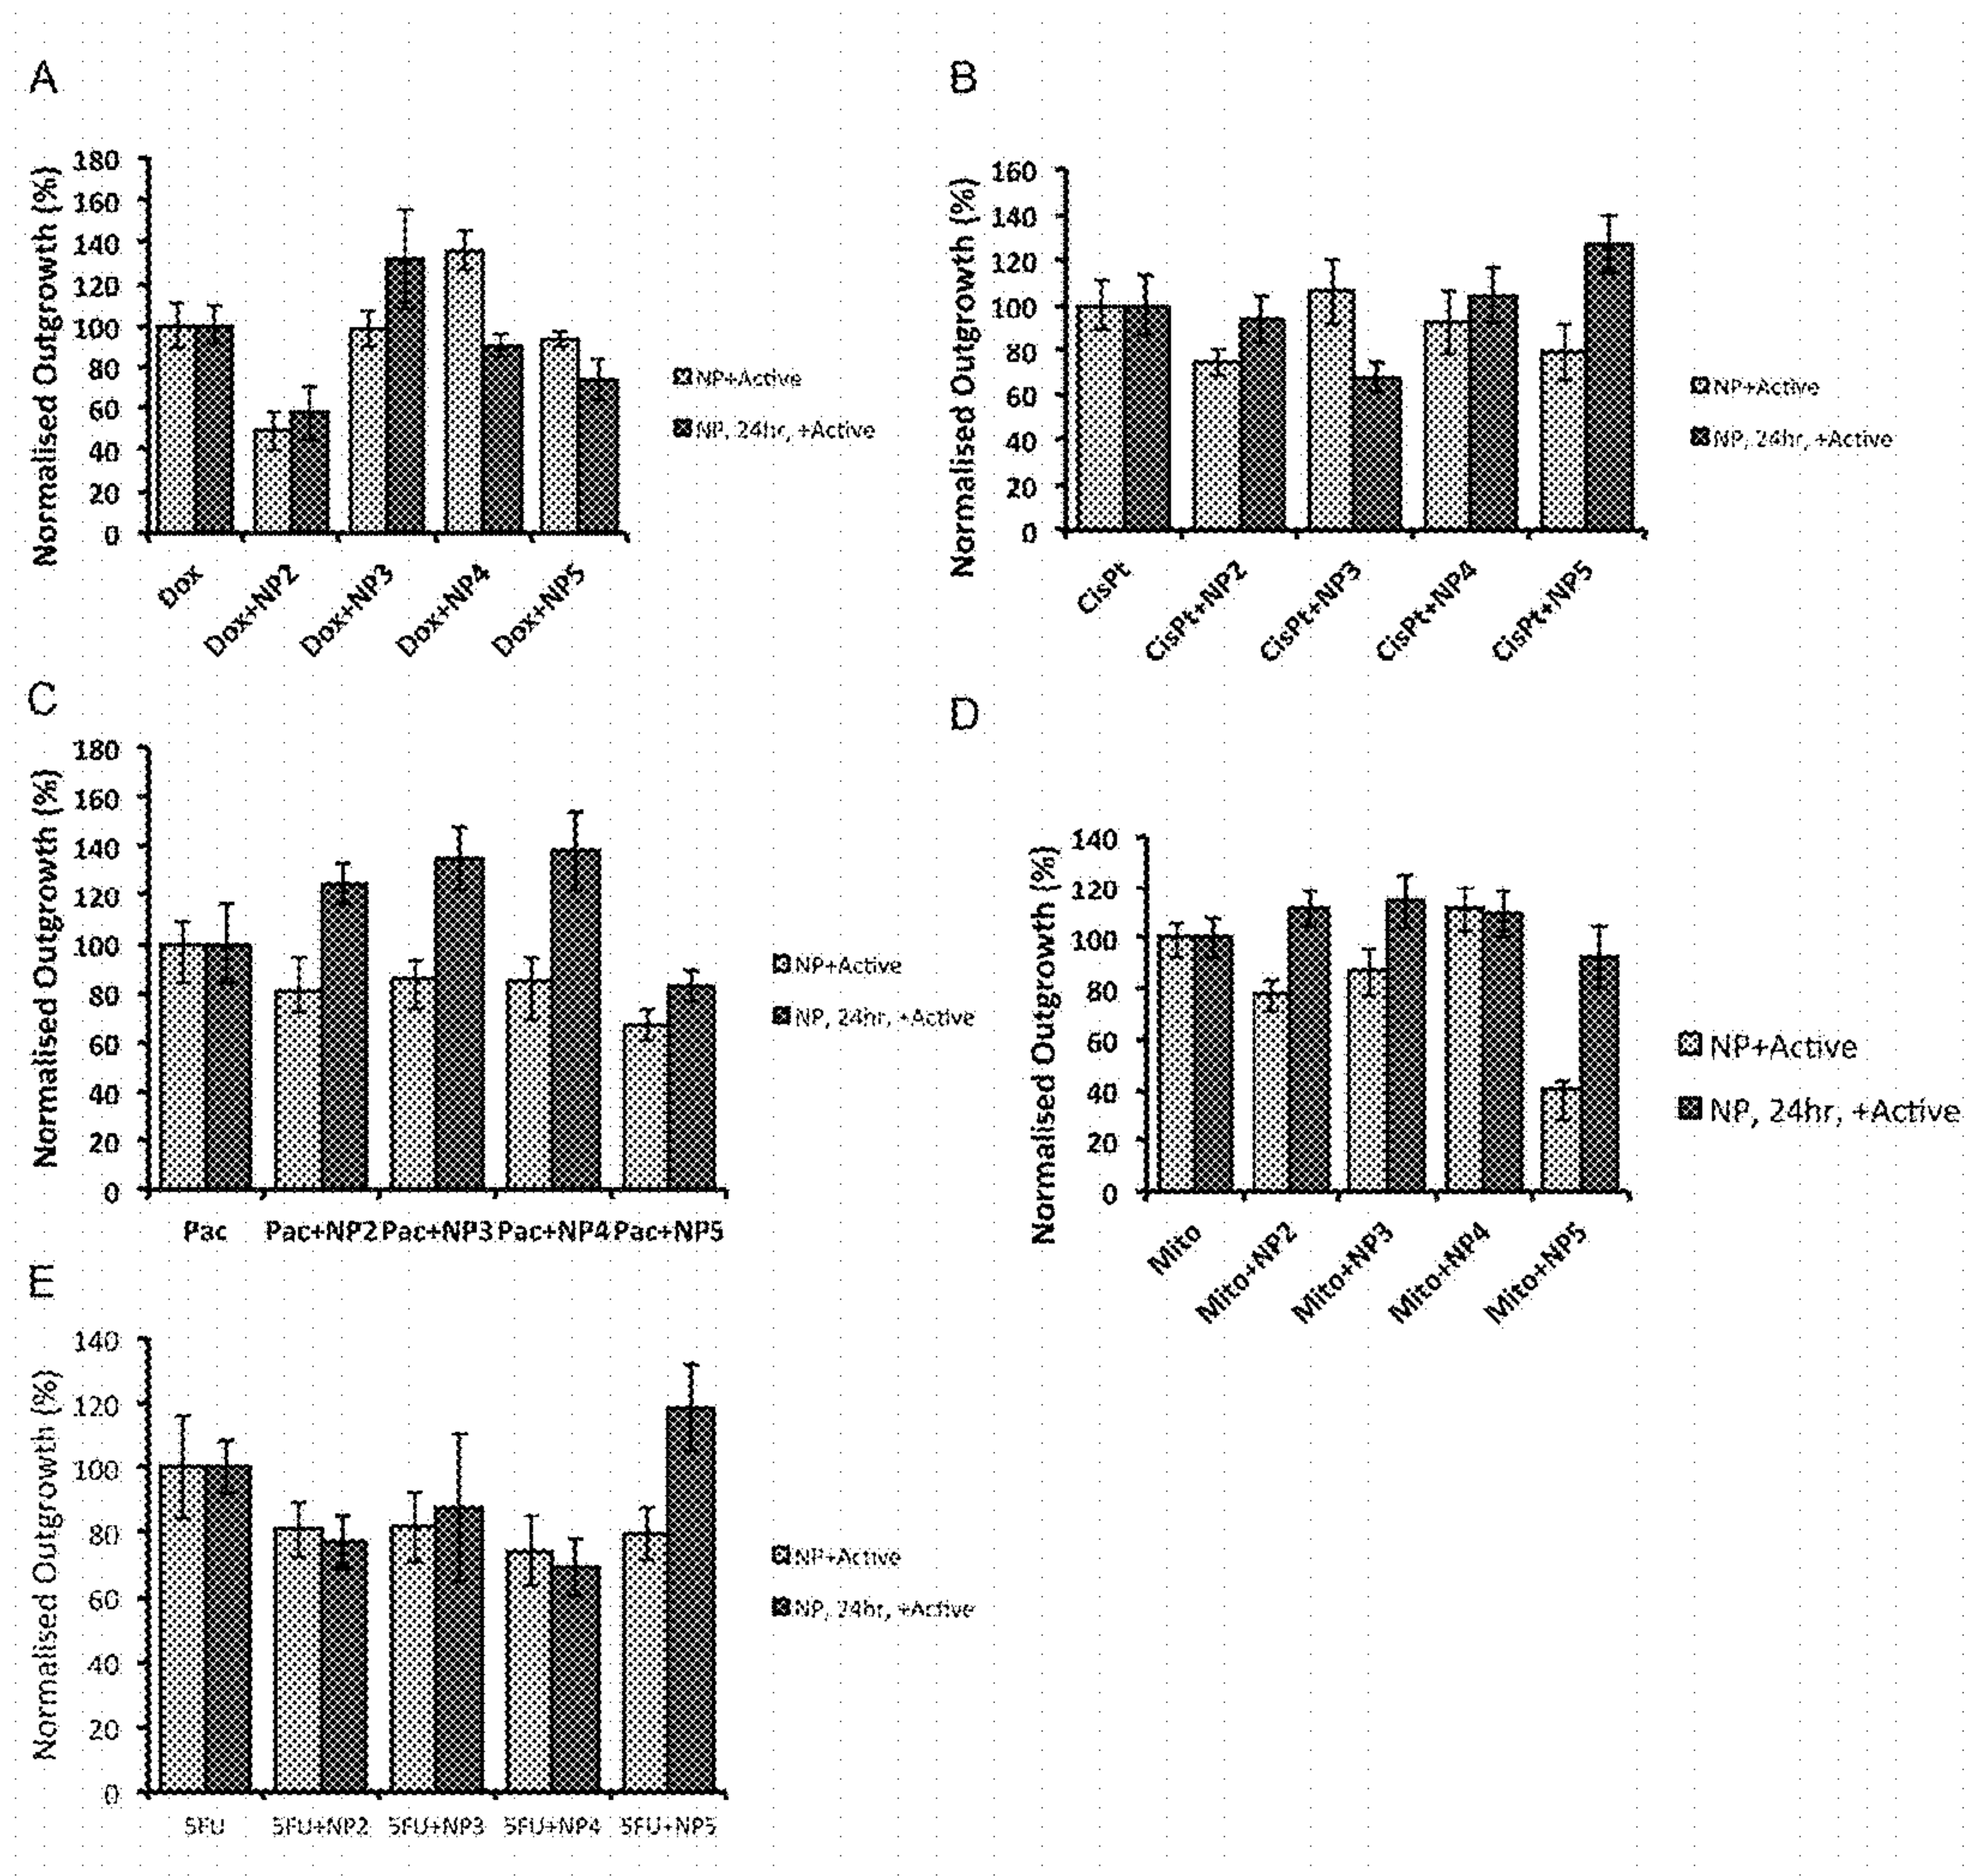 A
Normalised Outgrowth (%)
180
160
140
120
100
80
60
40
20
0
Dox
Dox+NP2
Dox+NP3
Dox+NP4
Dox+NP5
NP+Active
NP, 24hr, +Active
B
Normalised Outgrowth (%)
160
140
120
100
80
60
40
20
0
CisPt
CisPt+NP2
CisPt+NP3
CisPt+NP4
CisPt+NP5
NP+Active
NP, 24hr, +Active
C
Normalised Outgrowth (%)
180
160
140
120
100
80
60
40
20
0
Pac
Pac+NP2
Pac+NP3
Pac+NP4
Pac+NP5
NP+Active
NP, 24hr, +Active
D
Normalised Outgrowth (%)
140
120
100
80
60
40
20
0
Mito
Mito+NP2
Mito+NP3
Mito+NP4
Mito+NP5
NP+Active
NP, 24hr, +Active
E
Normalised Outgrowth (%)
140
120
100
80
60
40
20
0
5FU
5FU+NP2
5FU+NP3
5FU+NP4
5FU+NP5
NP+Active
NP, 24hr, +Active